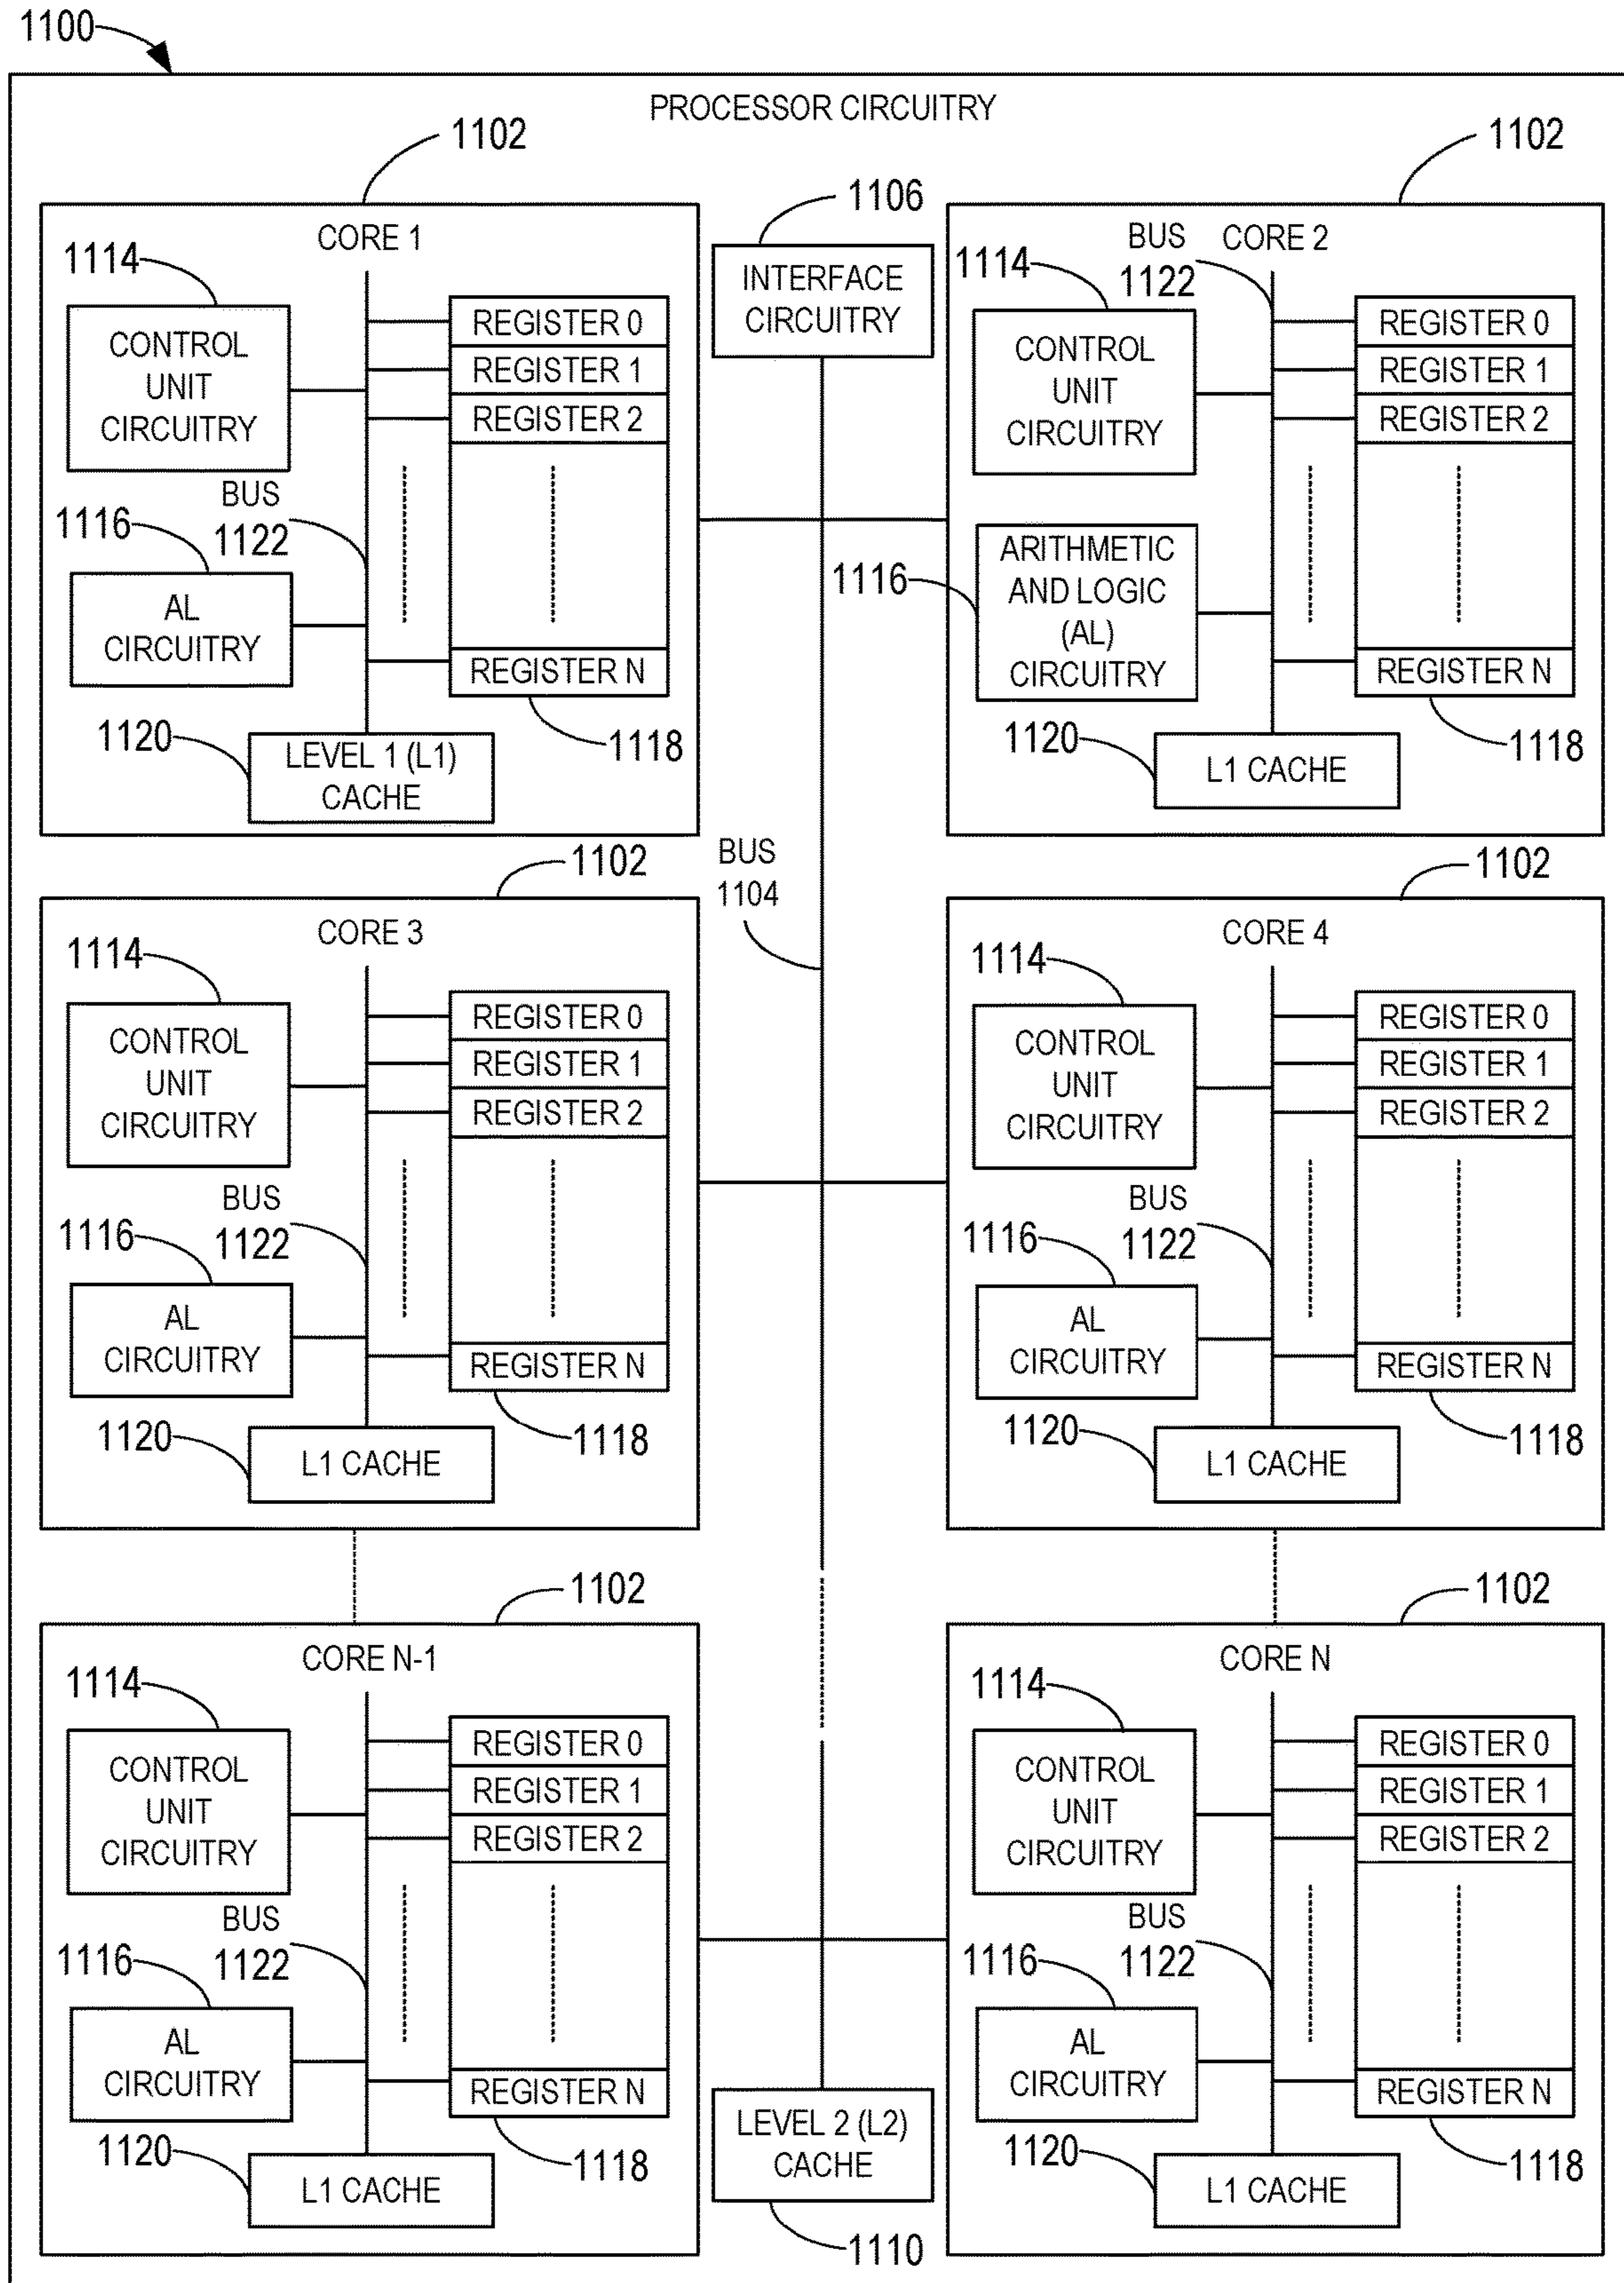 1100
PROCESSOR CIRCUITRY
1102
CORE 1
1114
CONTROL
UNIT
CIRCUITRY
REGISTER 0
REGISTER 1
REGISTER 2
BUS
1122
1116
AL
CIRCUITRY
REGISTER N
1118
1120
LEVEL 1 (L1)
CACHE
1106
INTERFACE
CIRCUITRY
1102
BUS
1122
CORE 2
1114
CONTROL
UNIT
CIRCUITRY
REGISTER 0
REGISTER 1
REGISTER 2
1116
ARITHMETIC
AND LOGIC
(AL)
CIRCUITRY
REGISTER N
1118
1120
L1 CACHE
BUS
1104
1102
CORE 3
1114
CONTROL
UNIT
CIRCUITRY
REGISTER 0
REGISTER 1
REGISTER 2
BUS
1122
1116
AL
CIRCUITRY
REGISTER N
1118
1120
L1 CACHE
1102
CORE 4
1114
CONTROL
UNIT
CIRCUITRY
REGISTER 0
REGISTER 1
REGISTER 2
BUS
1122
1116
AL
CIRCUITRY
REGISTER N
1118
1120
L1 CACHE
1102
CORE N-1
1114
CONTROL
UNIT
CIRCUITRY
REGISTER 0
REGISTER 1
REGISTER 2
BUS
1122
1116
AL
CIRCUITRY
REGISTER N
1118
1120
L1 CACHE
LEVEL 2 (L2)
CACHE
1110
1102
CORE N
1114
CONTROL
UNIT
CIRCUITRY
REGISTER 0
REGISTER 1
REGISTER 2
BUS
1122
1116
AL
CIRCUITRY
REGISTER N
1118
1120
L1 CACHE